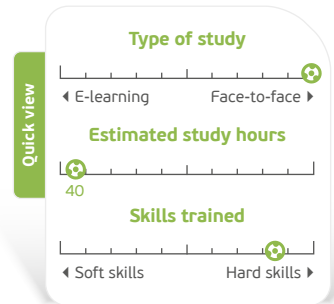 Quick view
Type of study
◀ E-learning Face-to-face ▶
Estimated study hours
40
Skills trained
◀ Soft skills Hard skills ▶